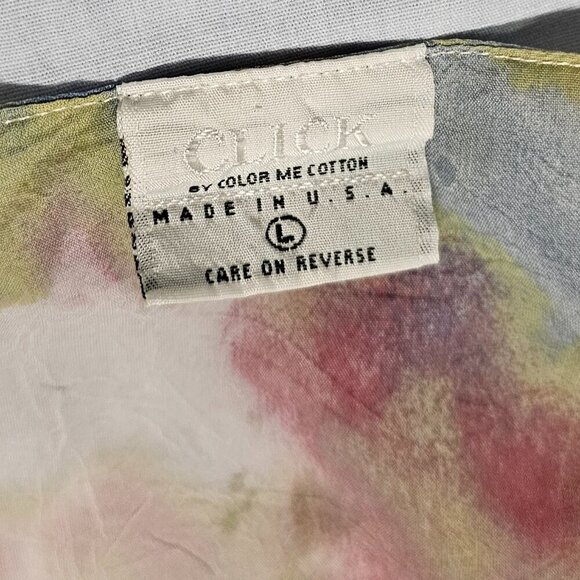 CLICK
BY COLOR ME COTTON
MADE IN U.S.A.
L
CARE ON REVERSE